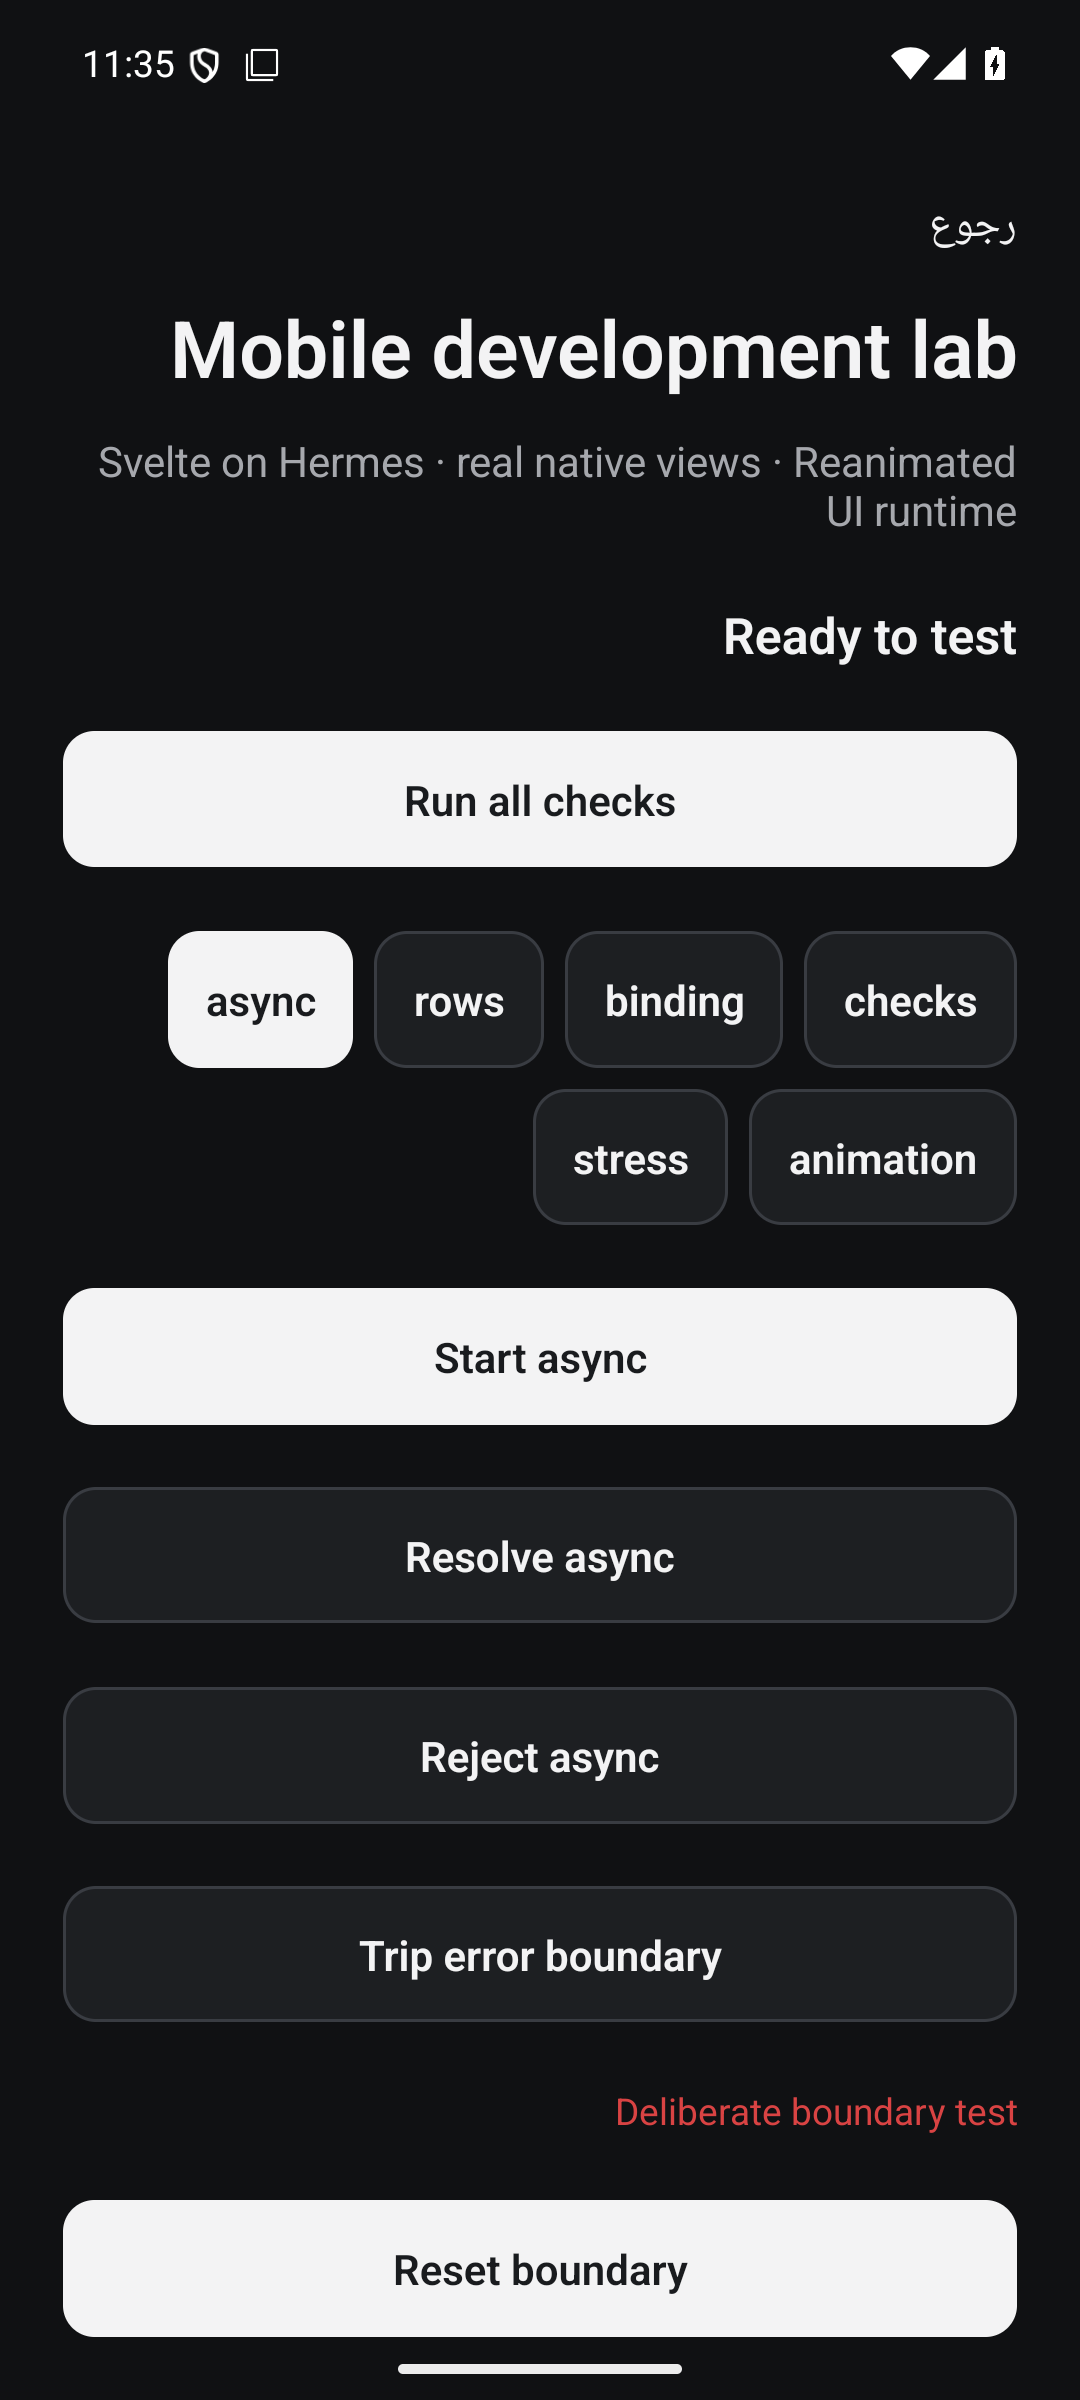 11:35
رجوع
Mobile development lab
Svelte on Hermes · real native views · Reanimated
UI runtime
Ready to test
Run all checks
checks
binding
rows
async
animation
stress
Start async
Resolve async
Reject async
Trip error boundary
Deliberate boundary test
Reset boundary